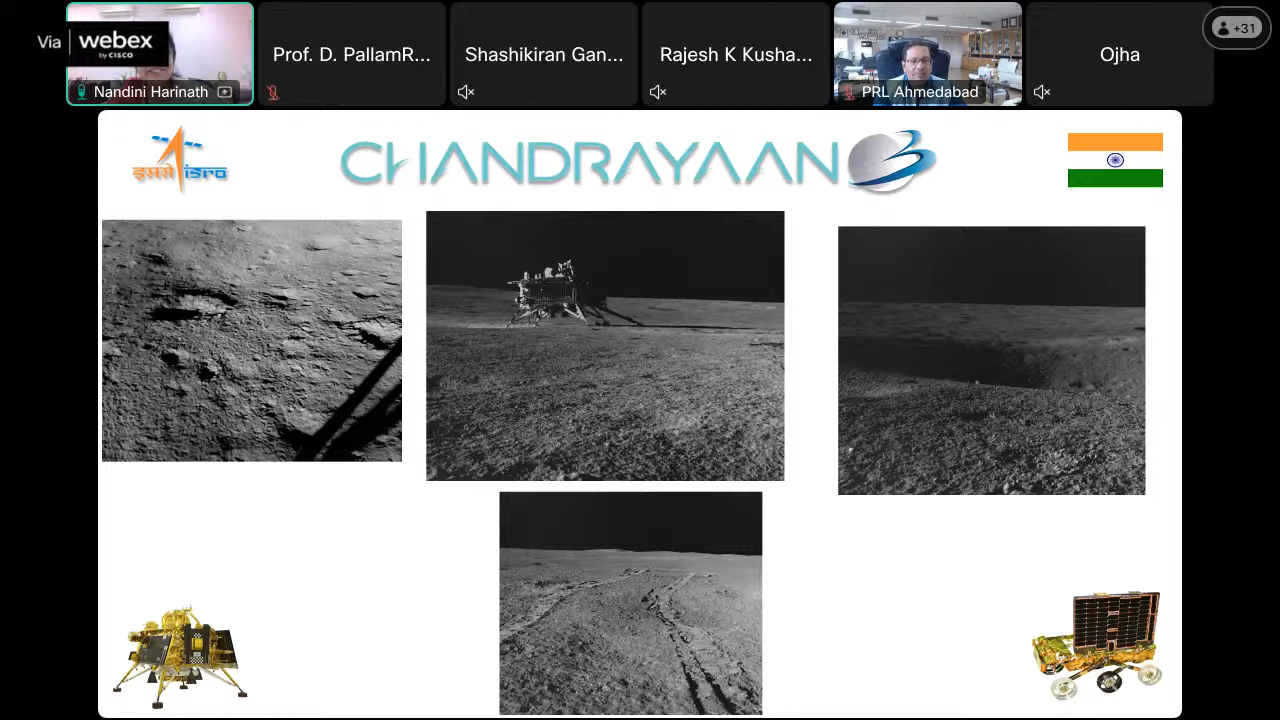 Via webex
by CISCO
Nandini Harinath
Prof. D. PallamR...
Shashikiran Gan...
Rajesh K Kusha...
PRL Ahmedabad
Ojha
+31
इसरो isro
CHANDRAYAAN 3